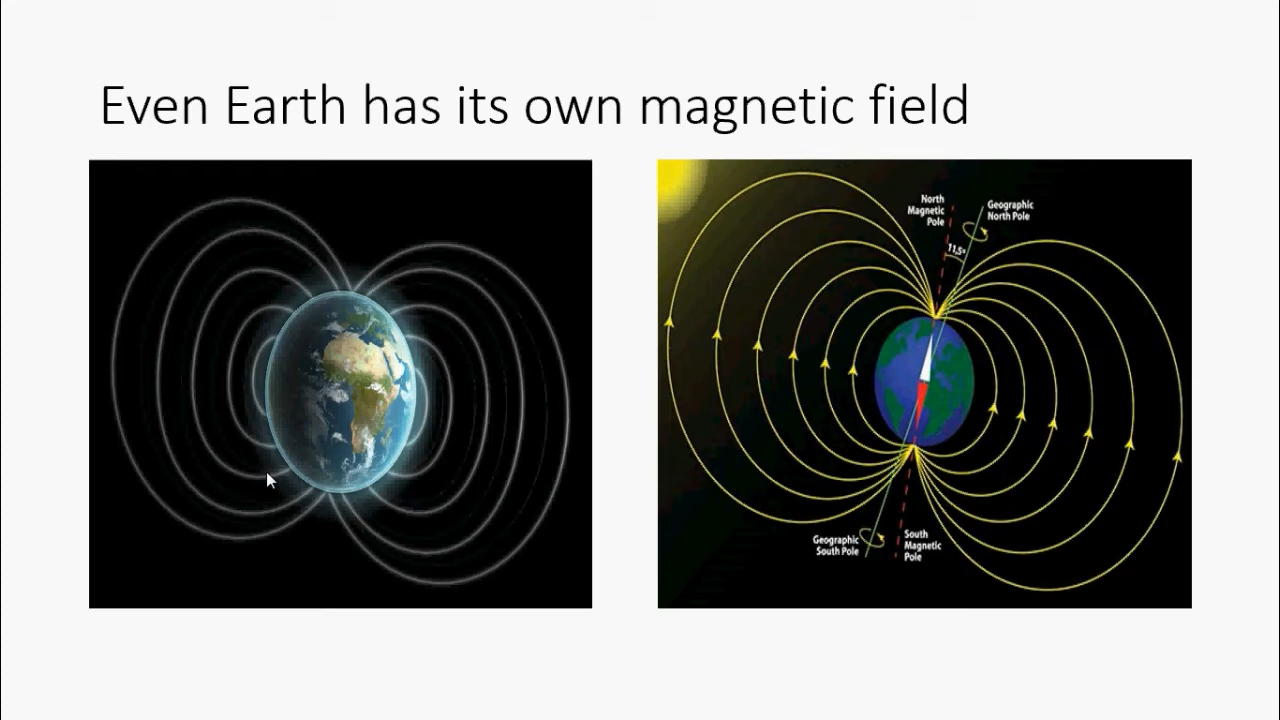 Even Earth has its own magnetic field
North
Magnetic
Pole
Geographic
North Pole
11,5°
Geographic
South Pole
South
Magnetic
Pole